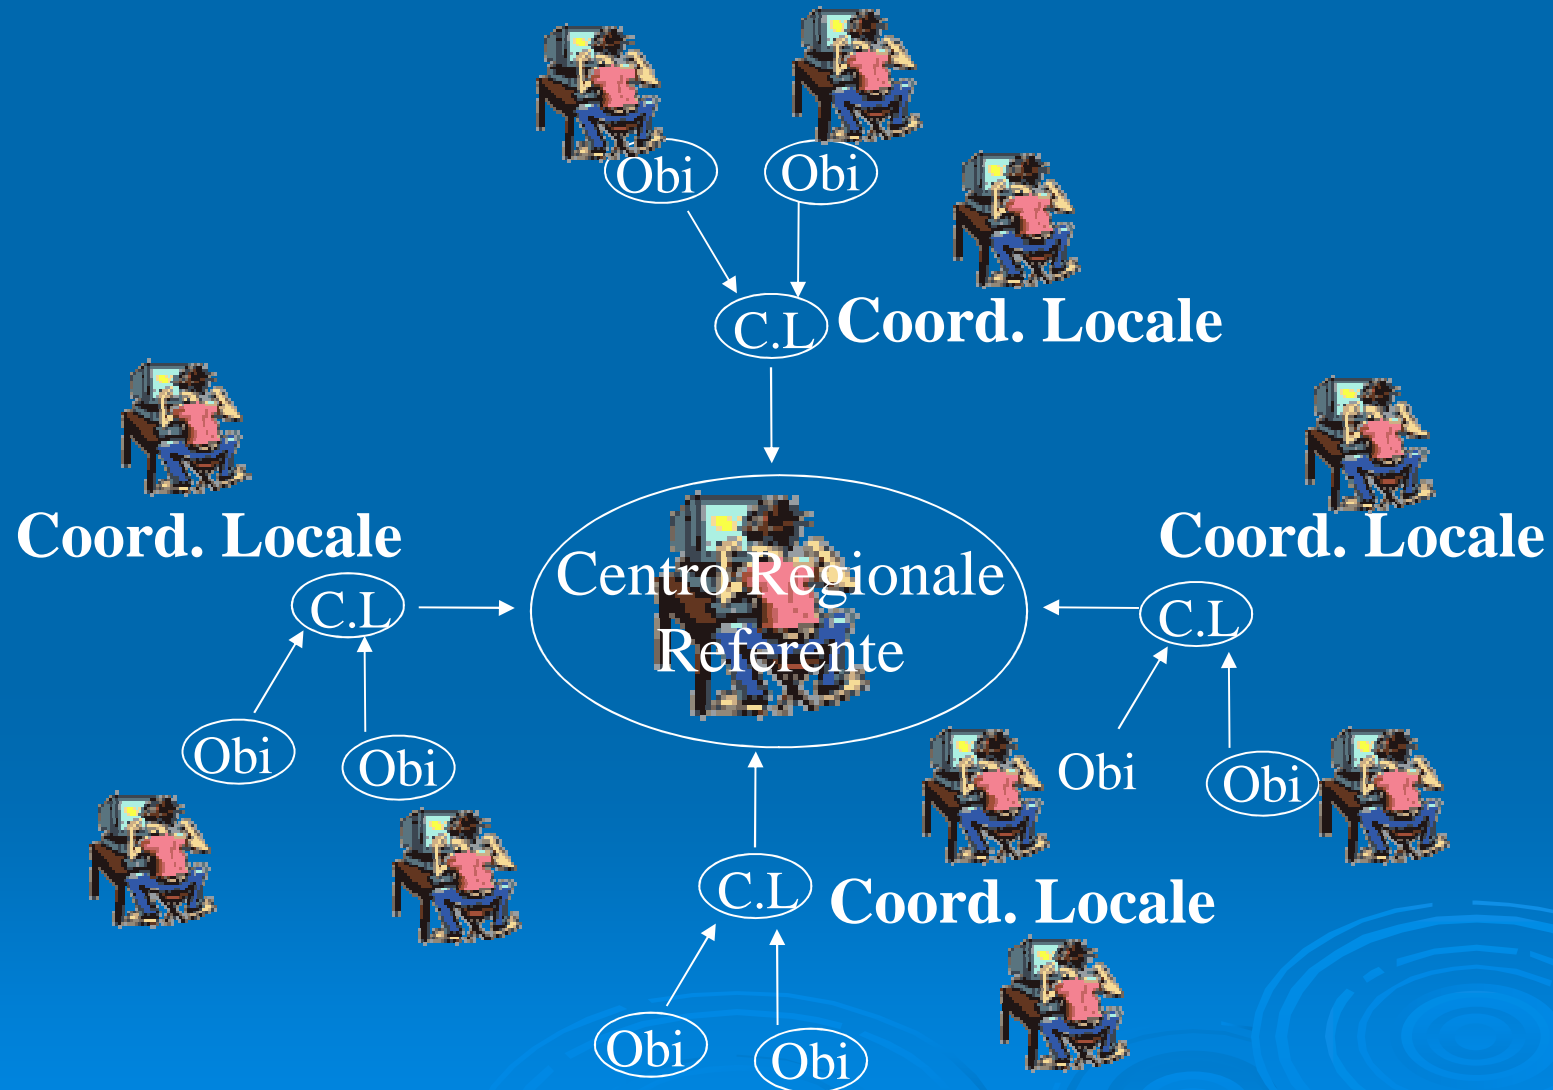 Obi
Obi
C.L
Coord. Locale
Coord. Locale
C.L
Obi
Obi
Centro Regionale
Referente
Coord. Locale
C.L
Obi
Obi
C.L
Coord. Locale
Obi
Obi